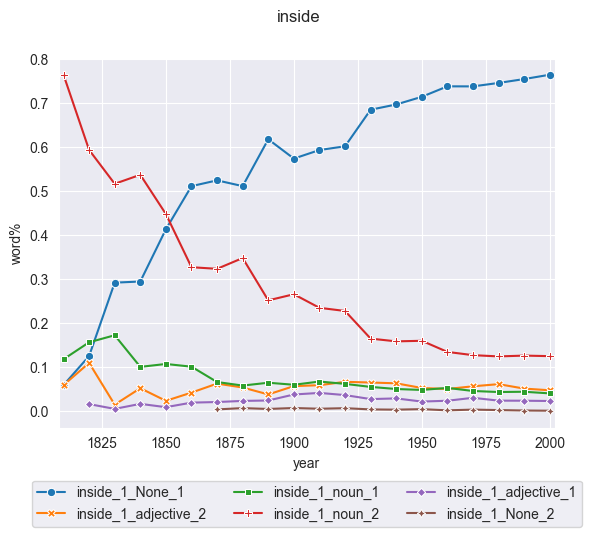 inside
0.8
0.7
0.6
0.5
0.4
0.3
0.2
0.1
0.0
word%
1825 1850 1875 1900 1925 1950 1975 2000
year
inside_1_None_1 inside_1_noun_1 inside_1_adjective_1
inside_1_adjective_2 inside_1_noun_2 inside_1_None_2